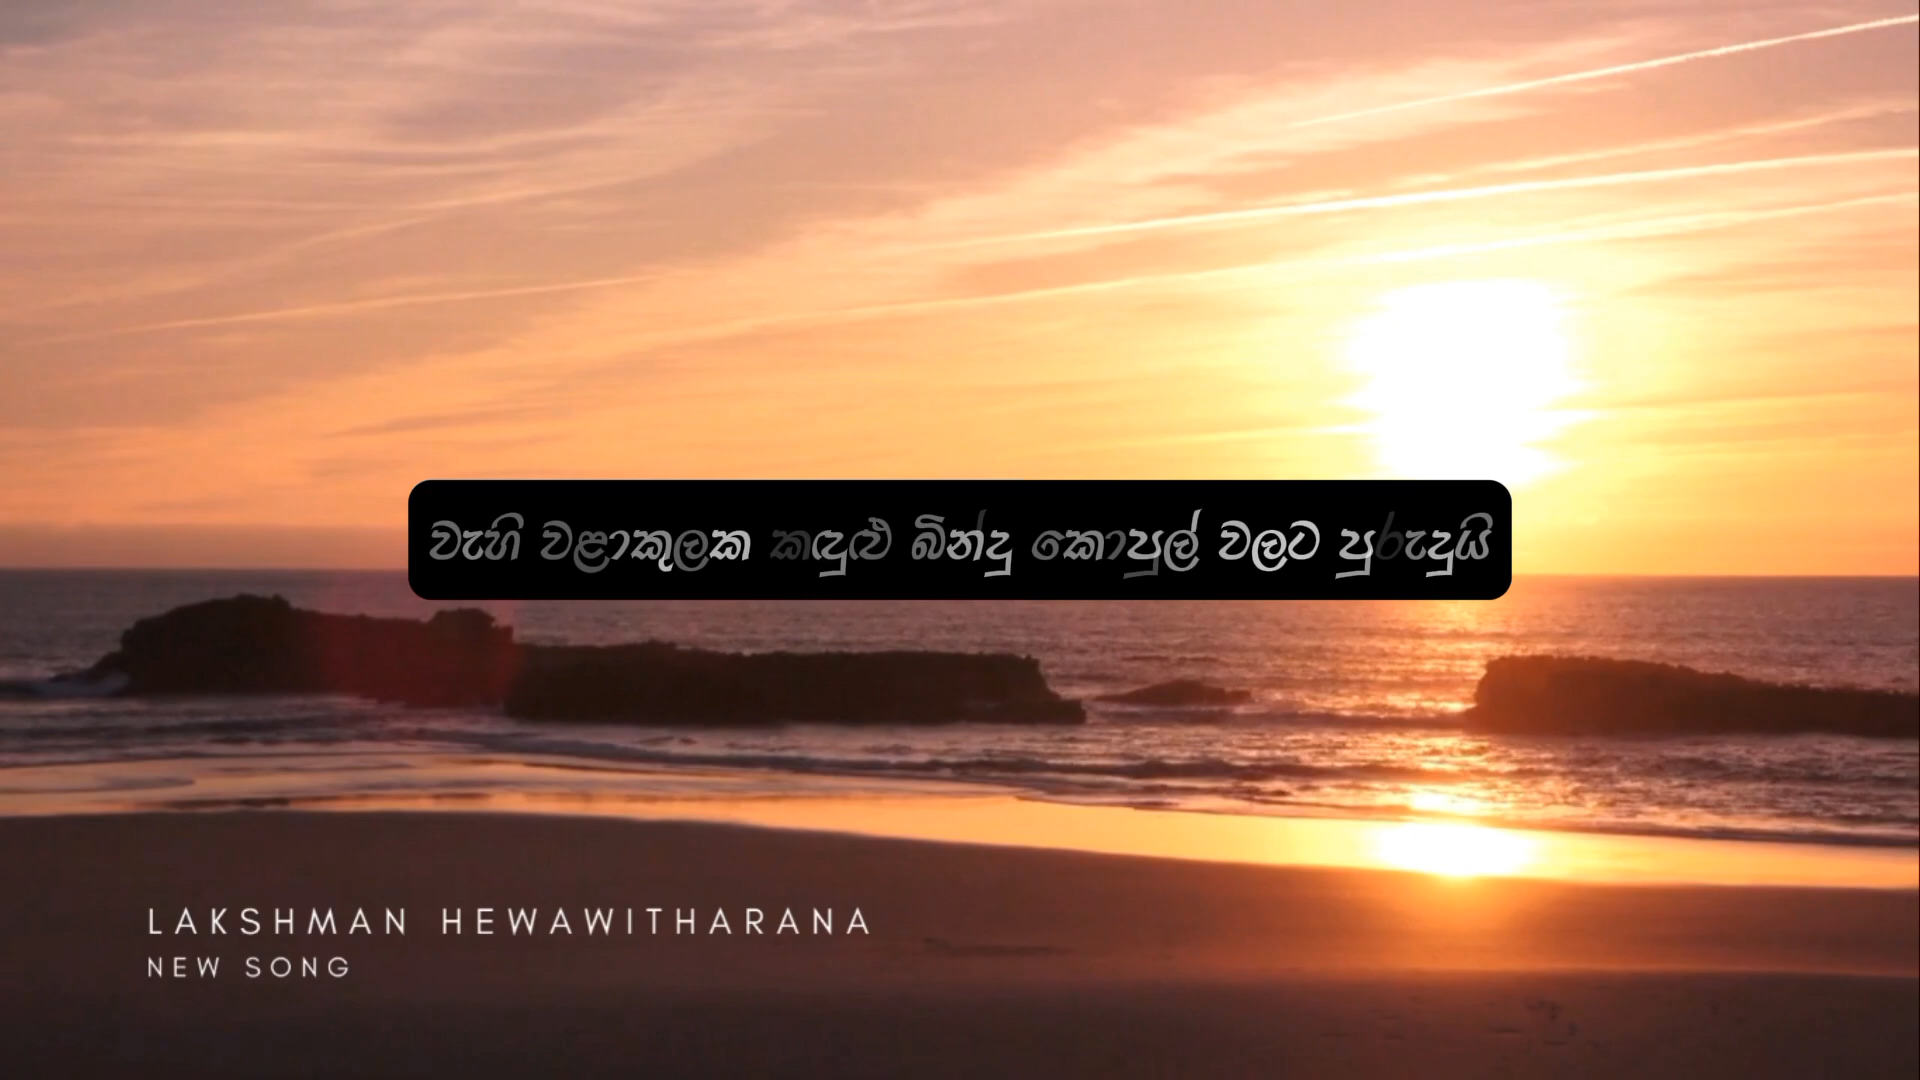 වැහි වළාකුලක කඳුළු බින්දු කොපුල් වලට පුරුදුයි
LAKSHMAN HEWAWITHARANA
NEW SONG